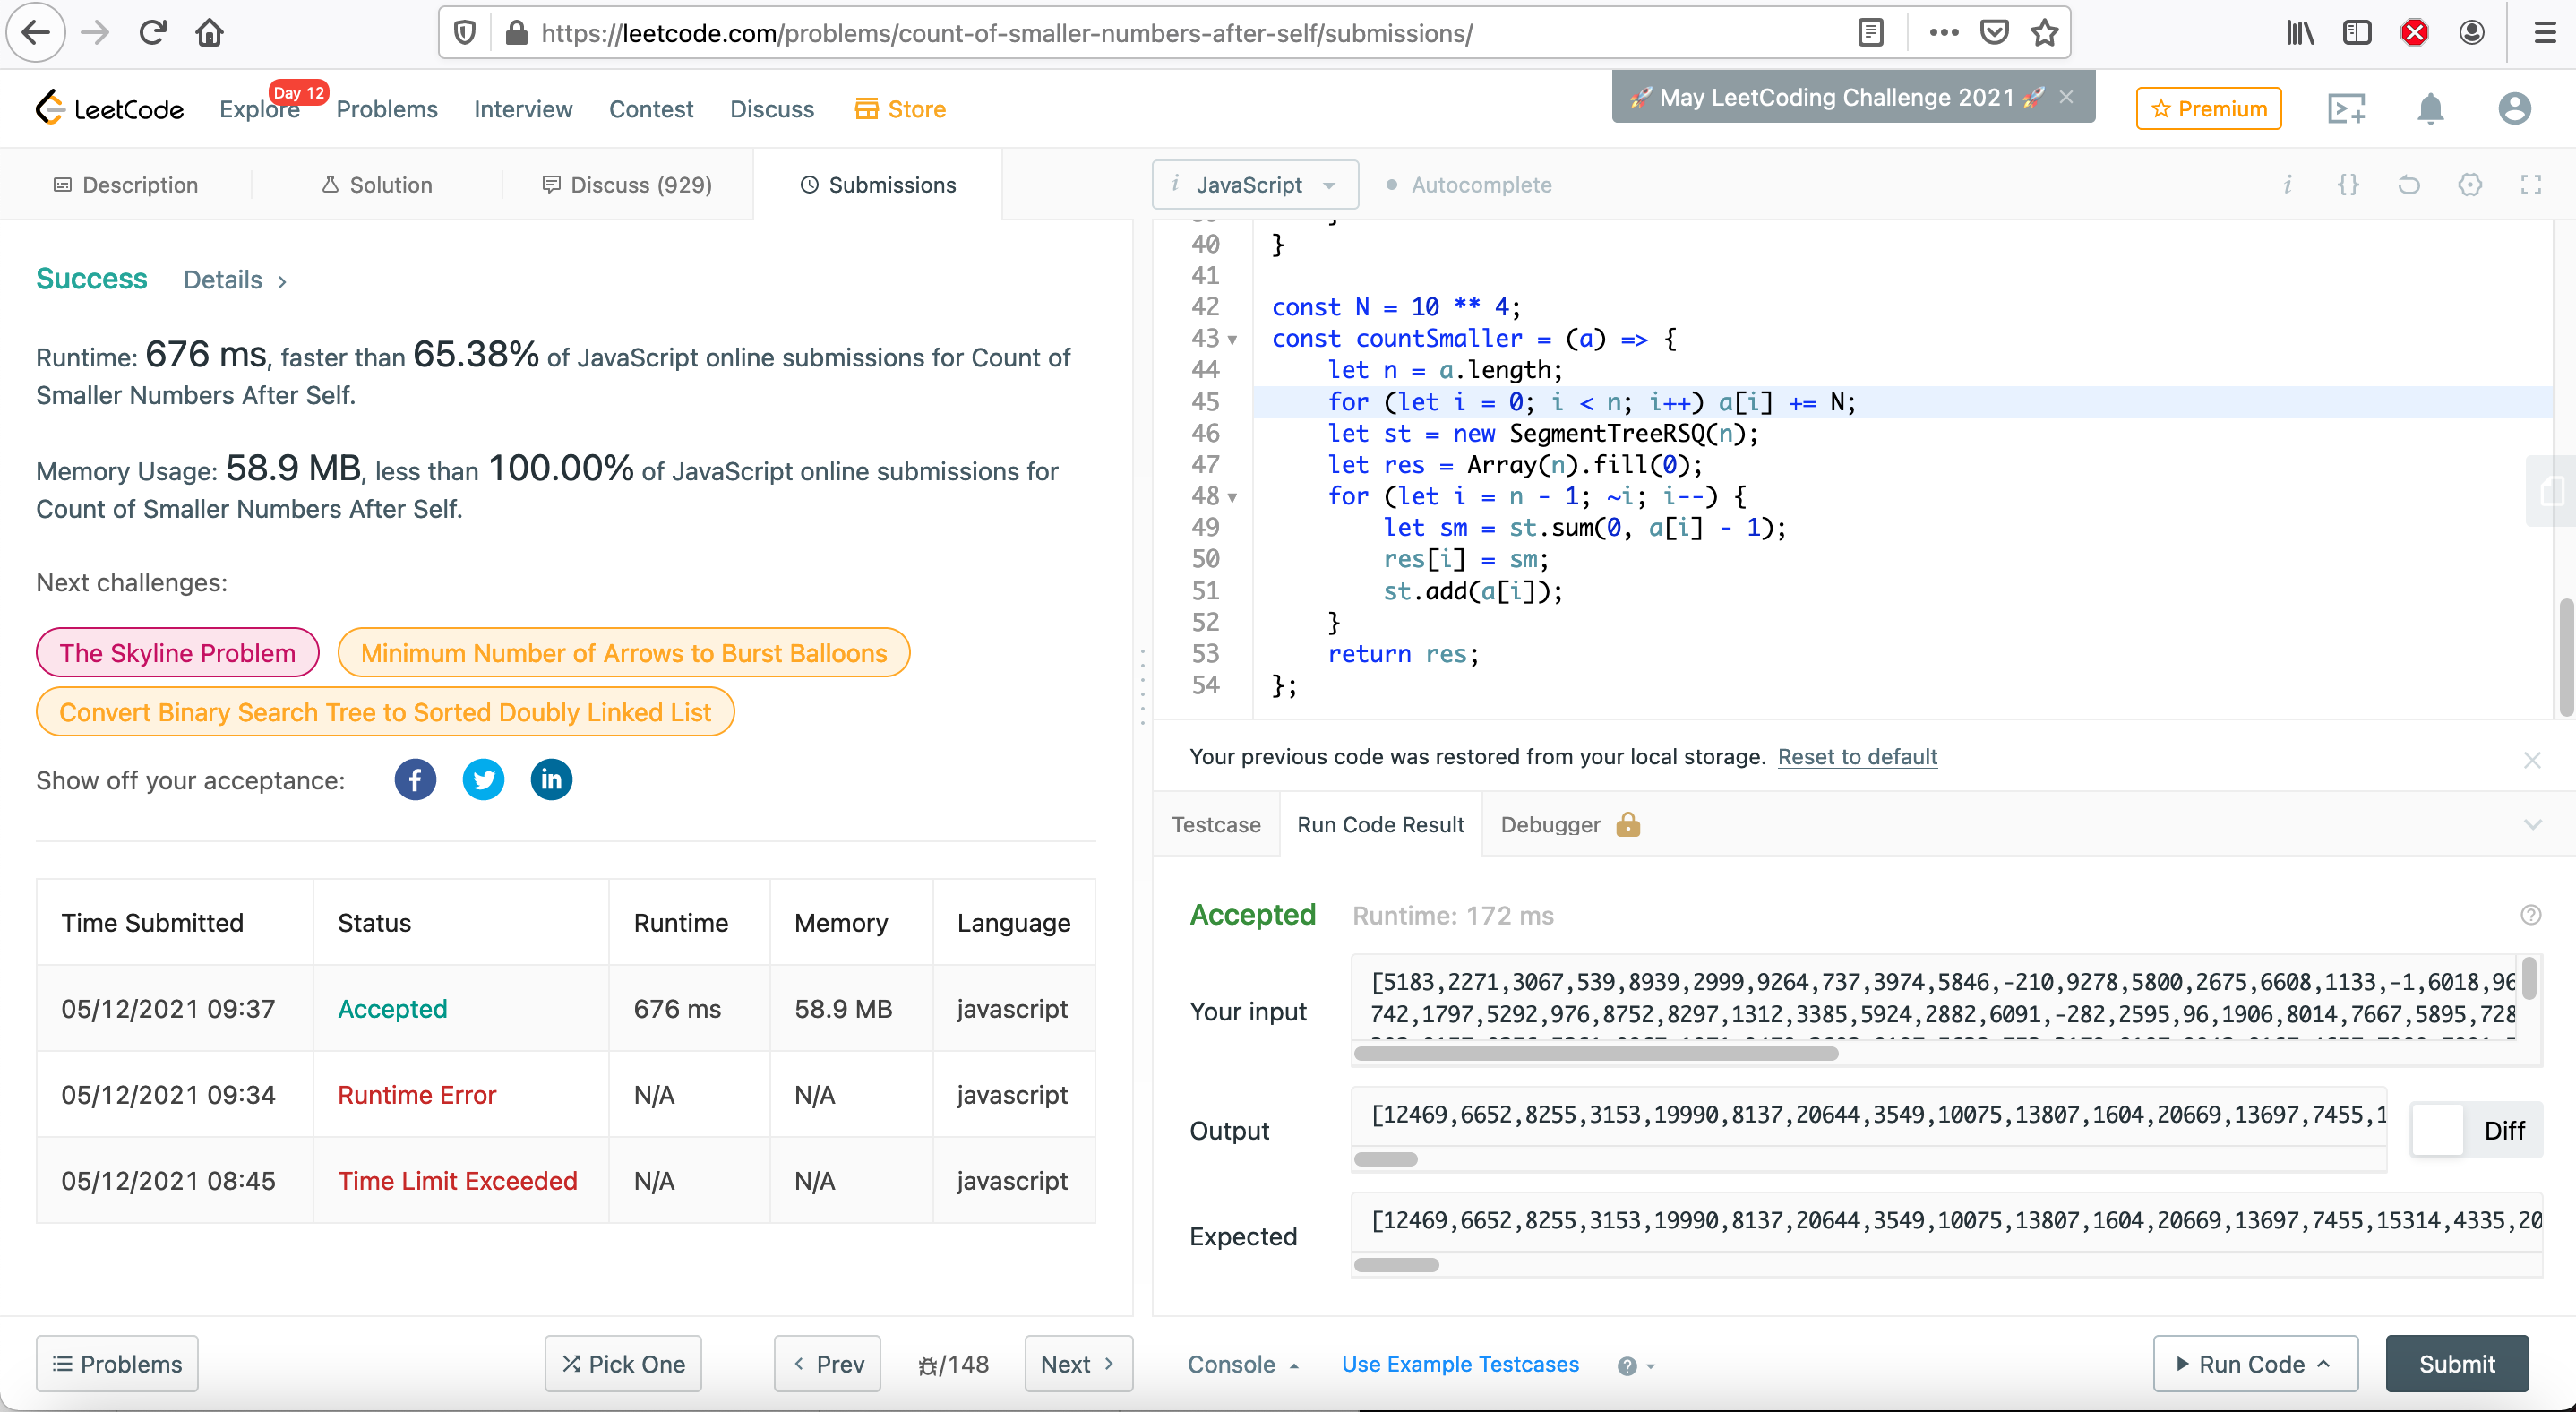 https://leetcode.com/problems/count-of-smaller-numbers-after-self/submissions/
LeetCode
Explore
Day 12
Problems
Interview
Contest
Discuss
Store
🚀 May LeetCoding Challenge 2021 🚀 ×
Premium
Description
Solution
Discuss (929)
Submissions
Success Details >
Runtime: 676 ms, faster than 65.38% of JavaScript online submissions for Count of
Smaller Numbers After Self.
Memory Usage: 58.9 MB, less than 100.00% of JavaScript online submissions for
Count of Smaller Numbers After Self.
Next challenges:
The Skyline Problem
Minimum Number of Arrows to Burst Balloons
Convert Binary Search Tree to Sorted Doubly Linked List
Show off your acceptance:
Time Submitted Status Runtime Memory Language
05/12/2021 09:37 Accepted 676 ms 58.9 MB javascript
05/12/2021 09:34 Runtime Error N/A N/A javascript
05/12/2021 08:45 Time Limit Exceeded N/A N/A javascript
Problems
Pick One
< Prev
/148
Next >
i JavaScript
Autocomplete
40 }
41
42 const N = 10 ** 4;
43 const countSmaller = (a) => {
44 let n = a.length;
45 for (let i = 0; i < n; i++) a[i] += N;
46 let st = new SegmentTreeRSQ(n);
47 let res = Array(n).fill(0);
48 for (let i = n - 1; ~i; i--) {
49 let sm = st.sum(0, a[i] - 1);
50 res[i] = sm;
51 st.add(a[i]);
52 }
53 return res;
54 };
Your previous code was restored from your local storage. Reset to default
Testcase
Run Code Result
Debugger
Accepted Runtime: 172 ms
Your input
[5183,2271,3067,539,8939,2999,9264,737,3974,5846,-210,9278,5800,2675,6608,1133,-1,6018,96
742,1797,5292,976,8752,8297,1312,3385,5924,2882,6091,-282,2595,96,1906,8014,7667,5895,728
Output
[12469,6652,8255,3153,19990,8137,20644,3549,10075,13807,1604,20669,13697,7455,1
Diff
Expected
[12469,6652,8255,3153,19990,8137,20644,3549,10075,13807,1604,20669,13697,7455,15314,4335,20
Console
Use Example Testcases
Run Code
Submit